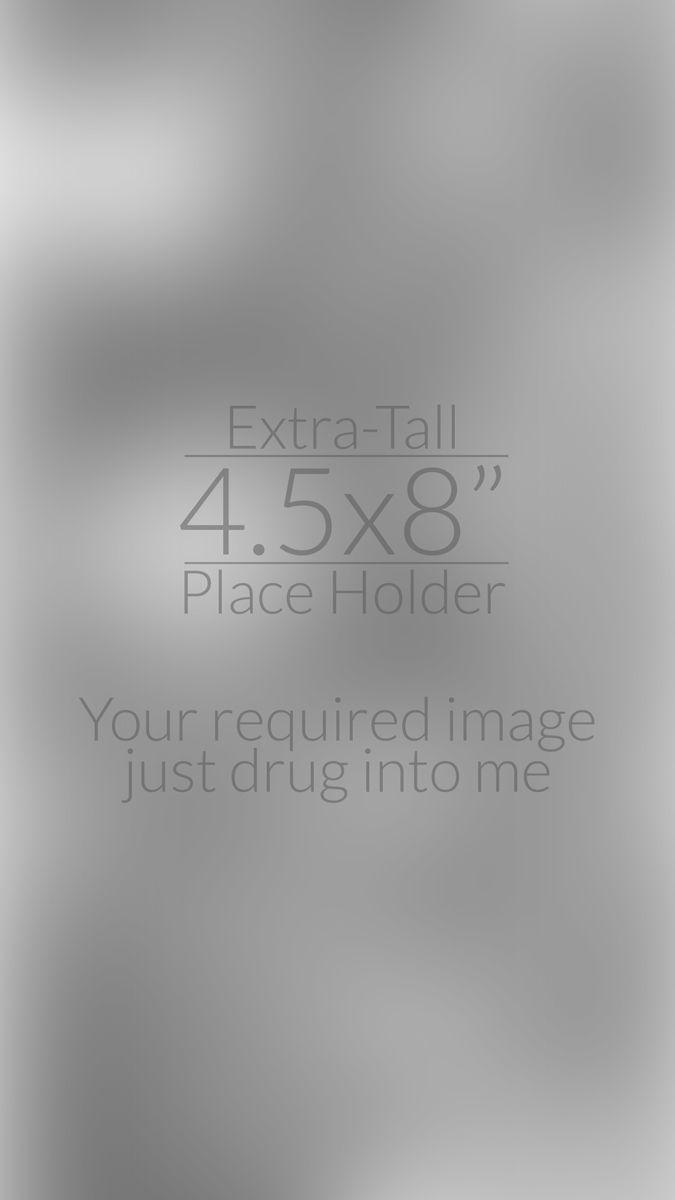 Extra-Tall
4.5x8”
Place Holder
Your required image
just drug into me